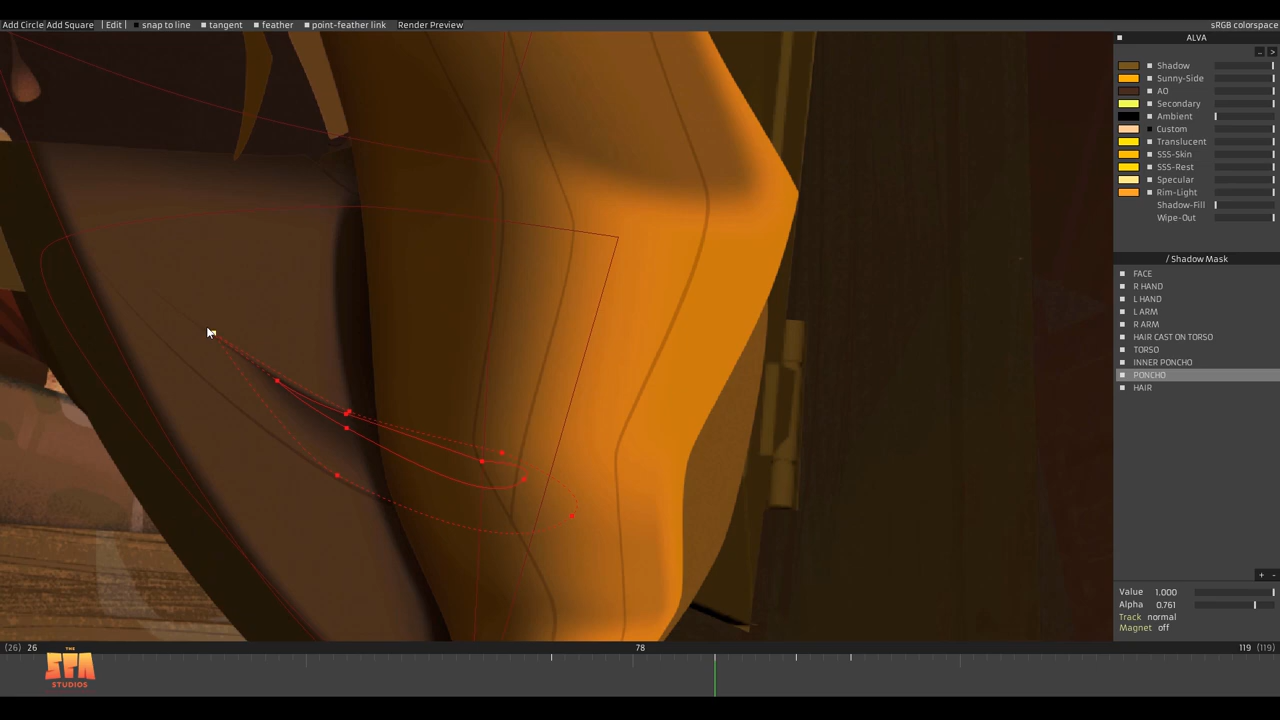 Add Circle Add Square | Edit | snap to line tangent feather point-feather link Render Preview sRGB colorspace
ALVA
.. >
Shadow
Sunny-Side
AO
Secondary
Ambient
Custom
Translucent
SSS-Skin
SSS-Rest
Specular
Rim-Light
Shadow-Fill
Wipe-Out
/ Shadow Mask
FACE
R HAND
L HAND
L ARM
R ARM
HAIR CAST ON TORSO
TORSO
INNER PONCHO
PONCHO
HAIR
+ -
Value 1.000
Alpha 0.761
Track normal
Magnet off
(26) 26 78 119 (119)
THE
SPA
STUDIOS